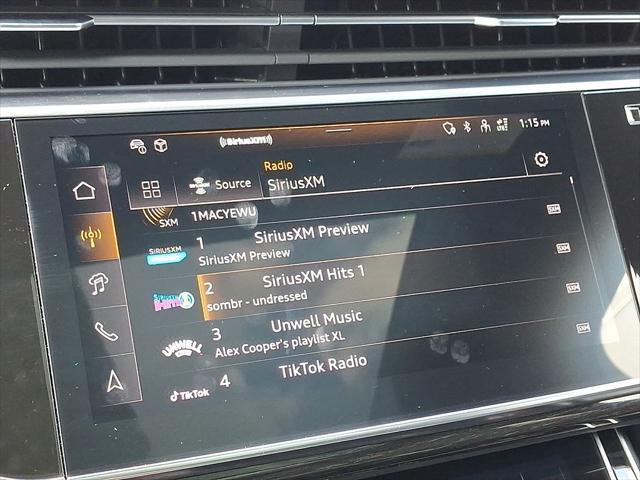 ((SiriusXM))
LTE
1:15 PM
Radio
Source
SiriusXM
SXM
1MACYEWU
SIRIUSXM
1
SiriusXM Preview
SiriusXM Preview
SXM
2
SiriusXM Hits 1
sombr - undressed
SXM
UNWELL
3
Unwell Music
Alex Cooper's playlist XL
SXM
TikTok
4
TikTok Radio
SXM